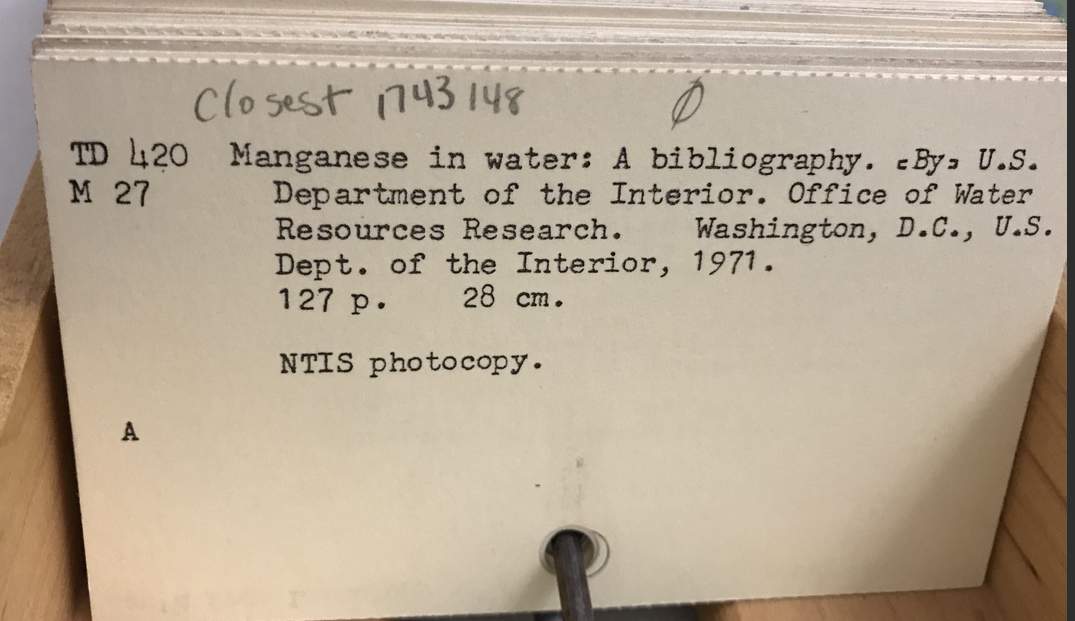 Closest 1743148 Ø
TD 420 Manganese in water: A bibliography. [By] U.S.
M 27 Department of the Interior. Office of Water
Resources Research. Washington, D.C., U.S.
Dept. of the Interior, 1971.
127 p. 28 cm.
NTIS photocopy.
A